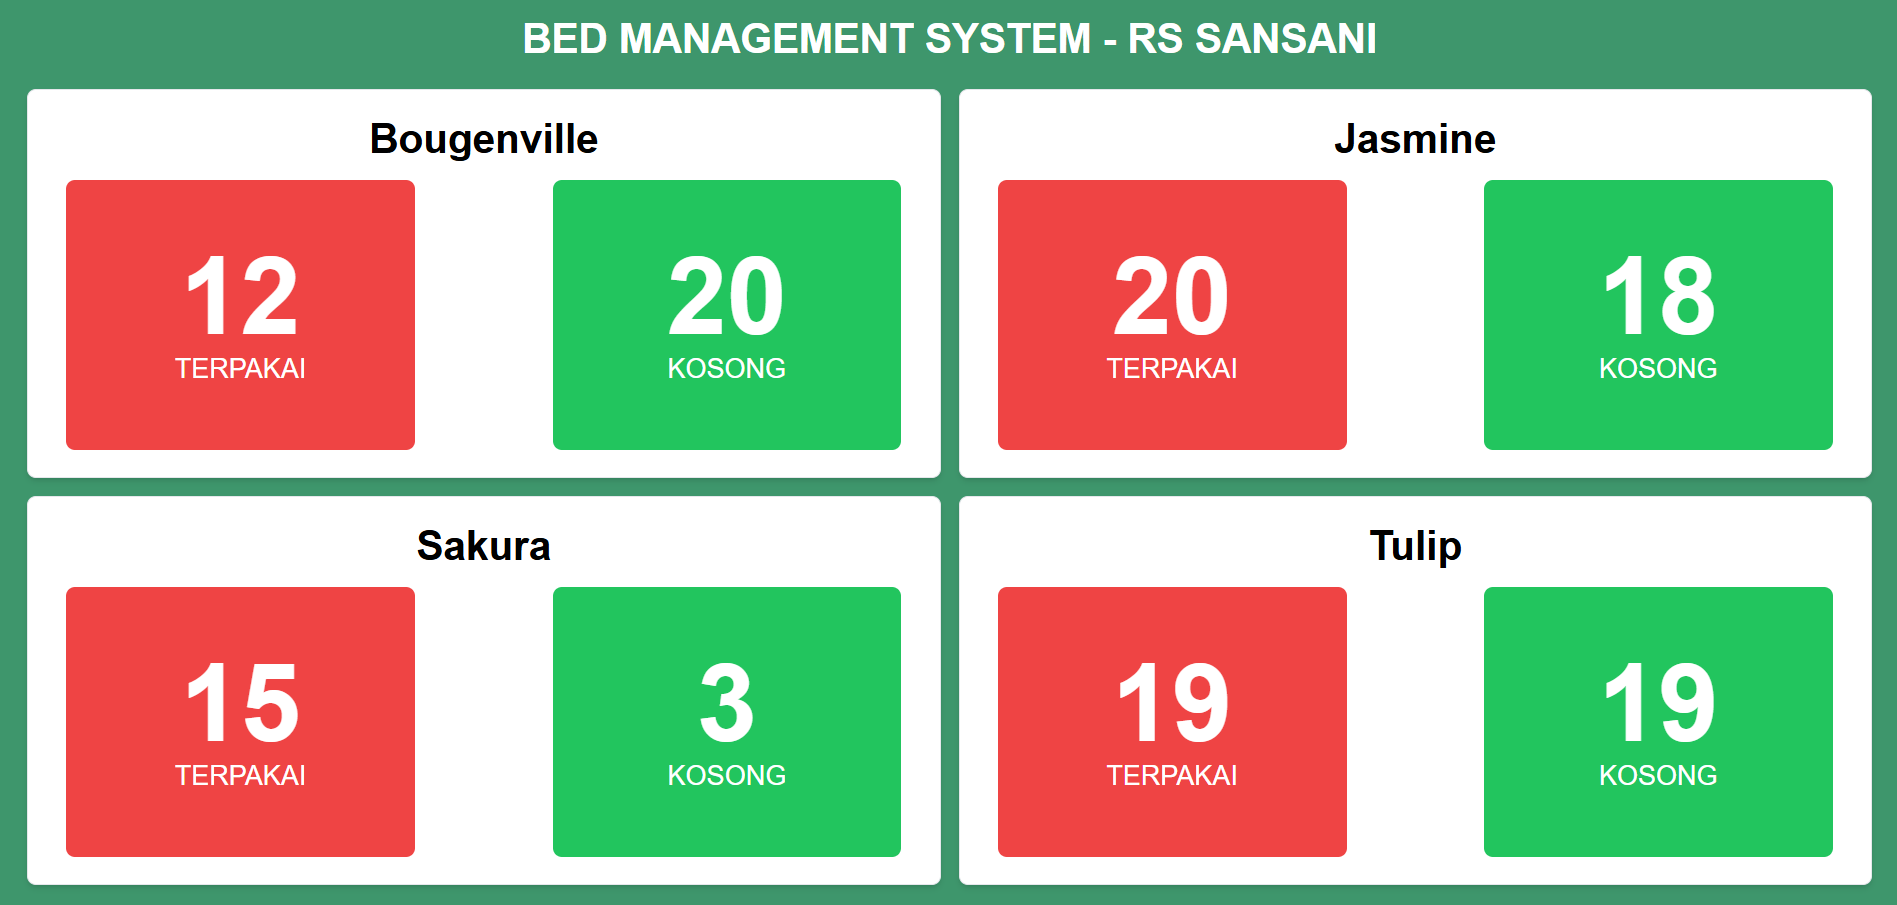 BED MANAGEMENT SYSTEM - RS SANSANI
Bougenville
12
TERPAKAI
20
KOSONG
Jasmine
20
TERPAKAI
18
KOSONG
Sakura
15
TERPAKAI
3
KOSONG
Tulip
19
TERPAKAI
19
KOSONG